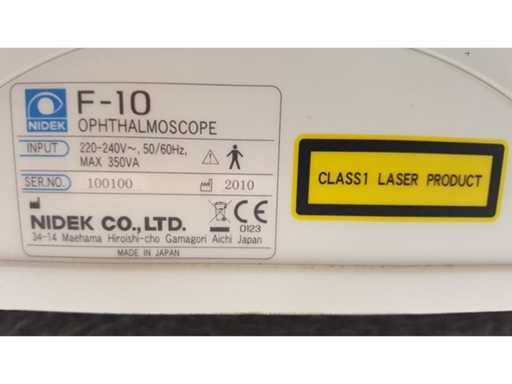 NIDEK
F-10
OPHTHALMOSCOPE
INPUT 220-240V~, 50/60Hz,
MAX 350VA
SER.NO. 100100 2010
NIDEK CO.,LTD.
34-14 Maehama Hiroishi-cho Gamagori Aichi Japan
0123
MADE IN JAPAN
CLASS1 LASER PRODUCT